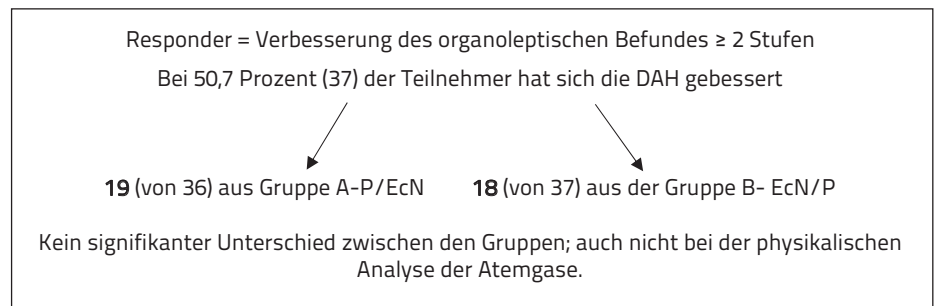 Responder = Verbesserung des organoleptischen Befundes ≥ 2 Stufen
Bei 50,7 Prozent (37) der Teilnehmer hat sich die DAH gebessert
19 (von 36) aus Gruppe A-P/EcN 18 (von 37) aus der Gruppe B- EcN/P
Kein signifikanter Unterschied zwischen den Gruppen; auch nicht bei der physikalischen
Analyse der Atemgase.